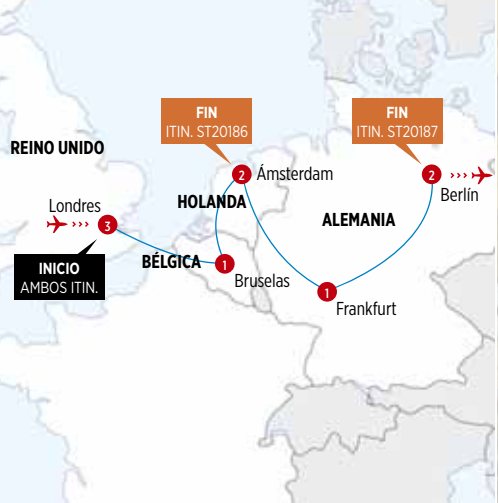 FIN
ITIN. ST20186
FIN
ITIN. ST20187
REINO UNIDO
2
Ámsterdam
2
Berlín
HOLANDA
Londres
3
ALEMANIA
INICIO
AMBOS ITIN.
BÉLGICA
1
Bruselas
1
Frankfurt